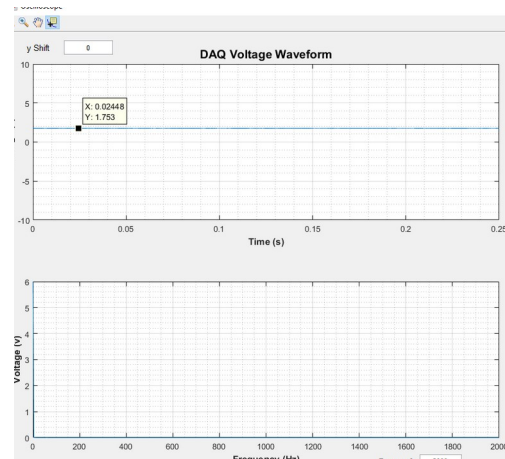 y Shift 0
DAQ Voltage Waveform
10
5
0
-5
-10
X: 0.02448
Y: 1.753
0 0.05 0.1 0.15 0.2 0.25
Time (s)
6
5
4
3
2
1
0
Voltage (v)
0 200 400 600 800 1000 1200 1400 1600 1800 2000
Frequency (Hz)